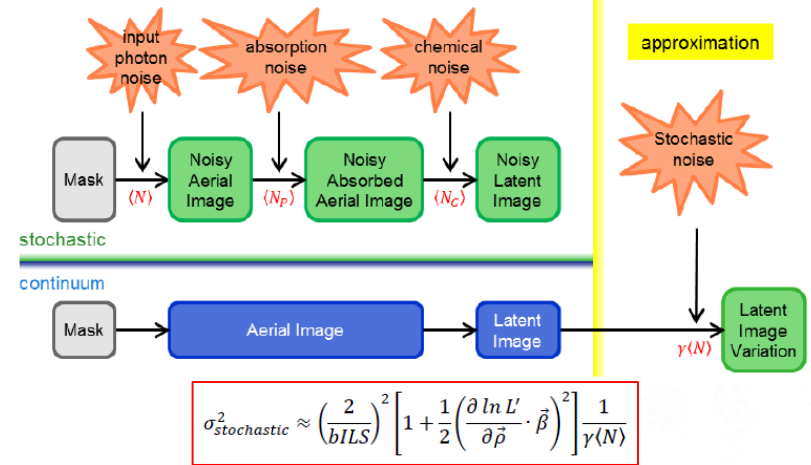 input
photon
noise
absorption
noise
chemical
noise
approximation
Stochastic
noise
Mask
⟨N⟩
Noisy
Aerial
Image
⟨N_P⟩
Noisy
Absorbed
Aerial Image
⟨N_C⟩
Noisy
Latent
Image
stochastic
continuum
Mask
Aerial Image
Latent
Image
γ⟨N⟩
Latent
Image
Variation
σ²_stochastic ≈ (2/bILS)² [1 + 1/2 (∂ ln L′/∂ρ⃗ · β⃗)²] 1/γ⟨N⟩